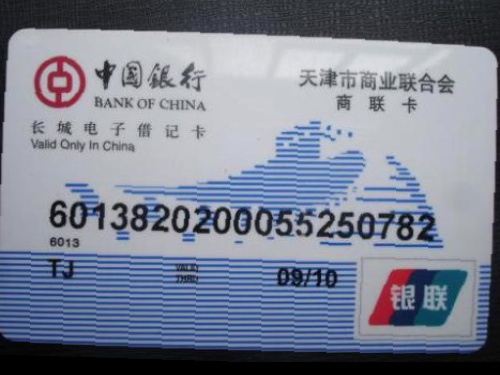 中国银行
BANK OF CHINA
天津市商业联合会
商联卡
长城电子借记卡
Valid Only In China
6013820200055250782
6013
TJ
VALID
THRU
09/10
银联